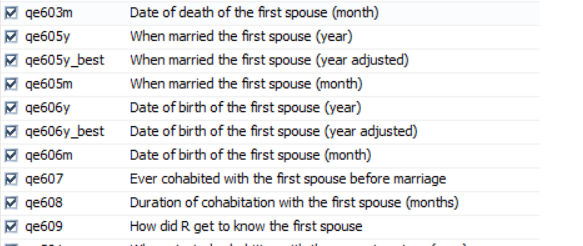 qe603m Date of death of the first spouse (month)
qe605y When married the first spouse (year)
qe605y_best When married the first spouse (year adjusted)
qe605m When married the first spouse (month)
qe606y Date of birth of the first spouse (year)
qe606y_best Date of birth of the first spouse (year adjusted)
qe606m Date of birth of the first spouse (month)
qe607 Ever cohabited with the first spouse before marriage
qe608 Duration of cohabitation with the first spouse (months)
qe609 How did R get to know the first spouse